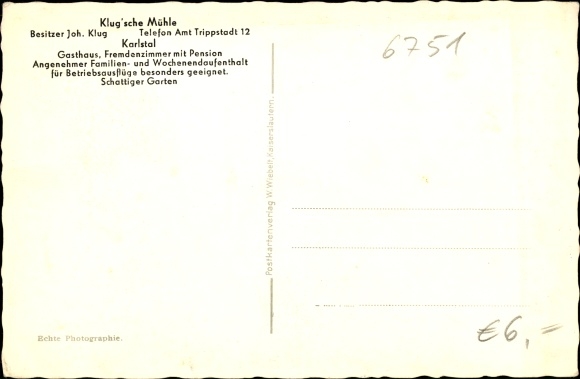 Klug'sche Mühle
Besitzer Joh. Klug Telefon Amt Trippstadt 12
Karlstal
Gasthaus, Fremdenzimmer mit Pension
Angenehmer Familien- und Wochenendaufenthalt
für Betriebsausflüge besonders geeignet.
Schattiger Garten
6751
Postkartenverlag W. Wiebelt, Kaiserslautern.
€6,=
Echte Photographie.